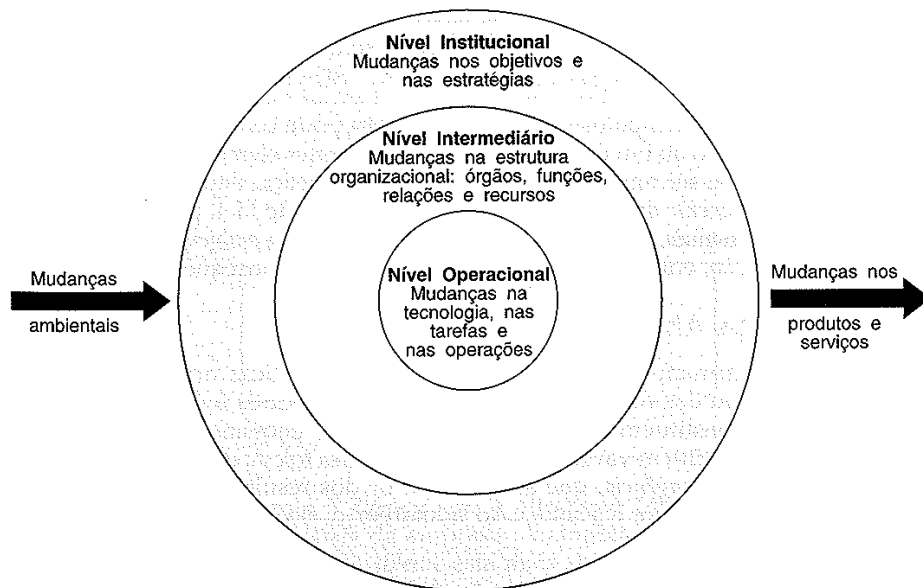 Nível Institucional
Mudanças nos objetivos e
nas estratégias
Nível Intermediário
Mudanças na estrutura
organizacional: órgãos, funções,
relações e recursos
Nível Operacional
Mudanças na
tecnologia, nas
tarefas e
nas operações
Mudanças
ambientais
Mudanças nos
produtos e
serviços